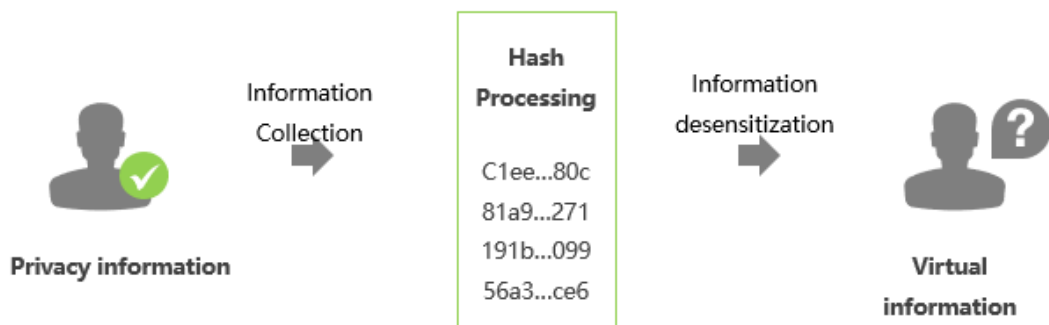 Information
Collection
Privacy information
Hash
Processing
C1ee...80c
81a9...271
191b...099
56a3...ce6
Information
desensitization
?
Virtual
information